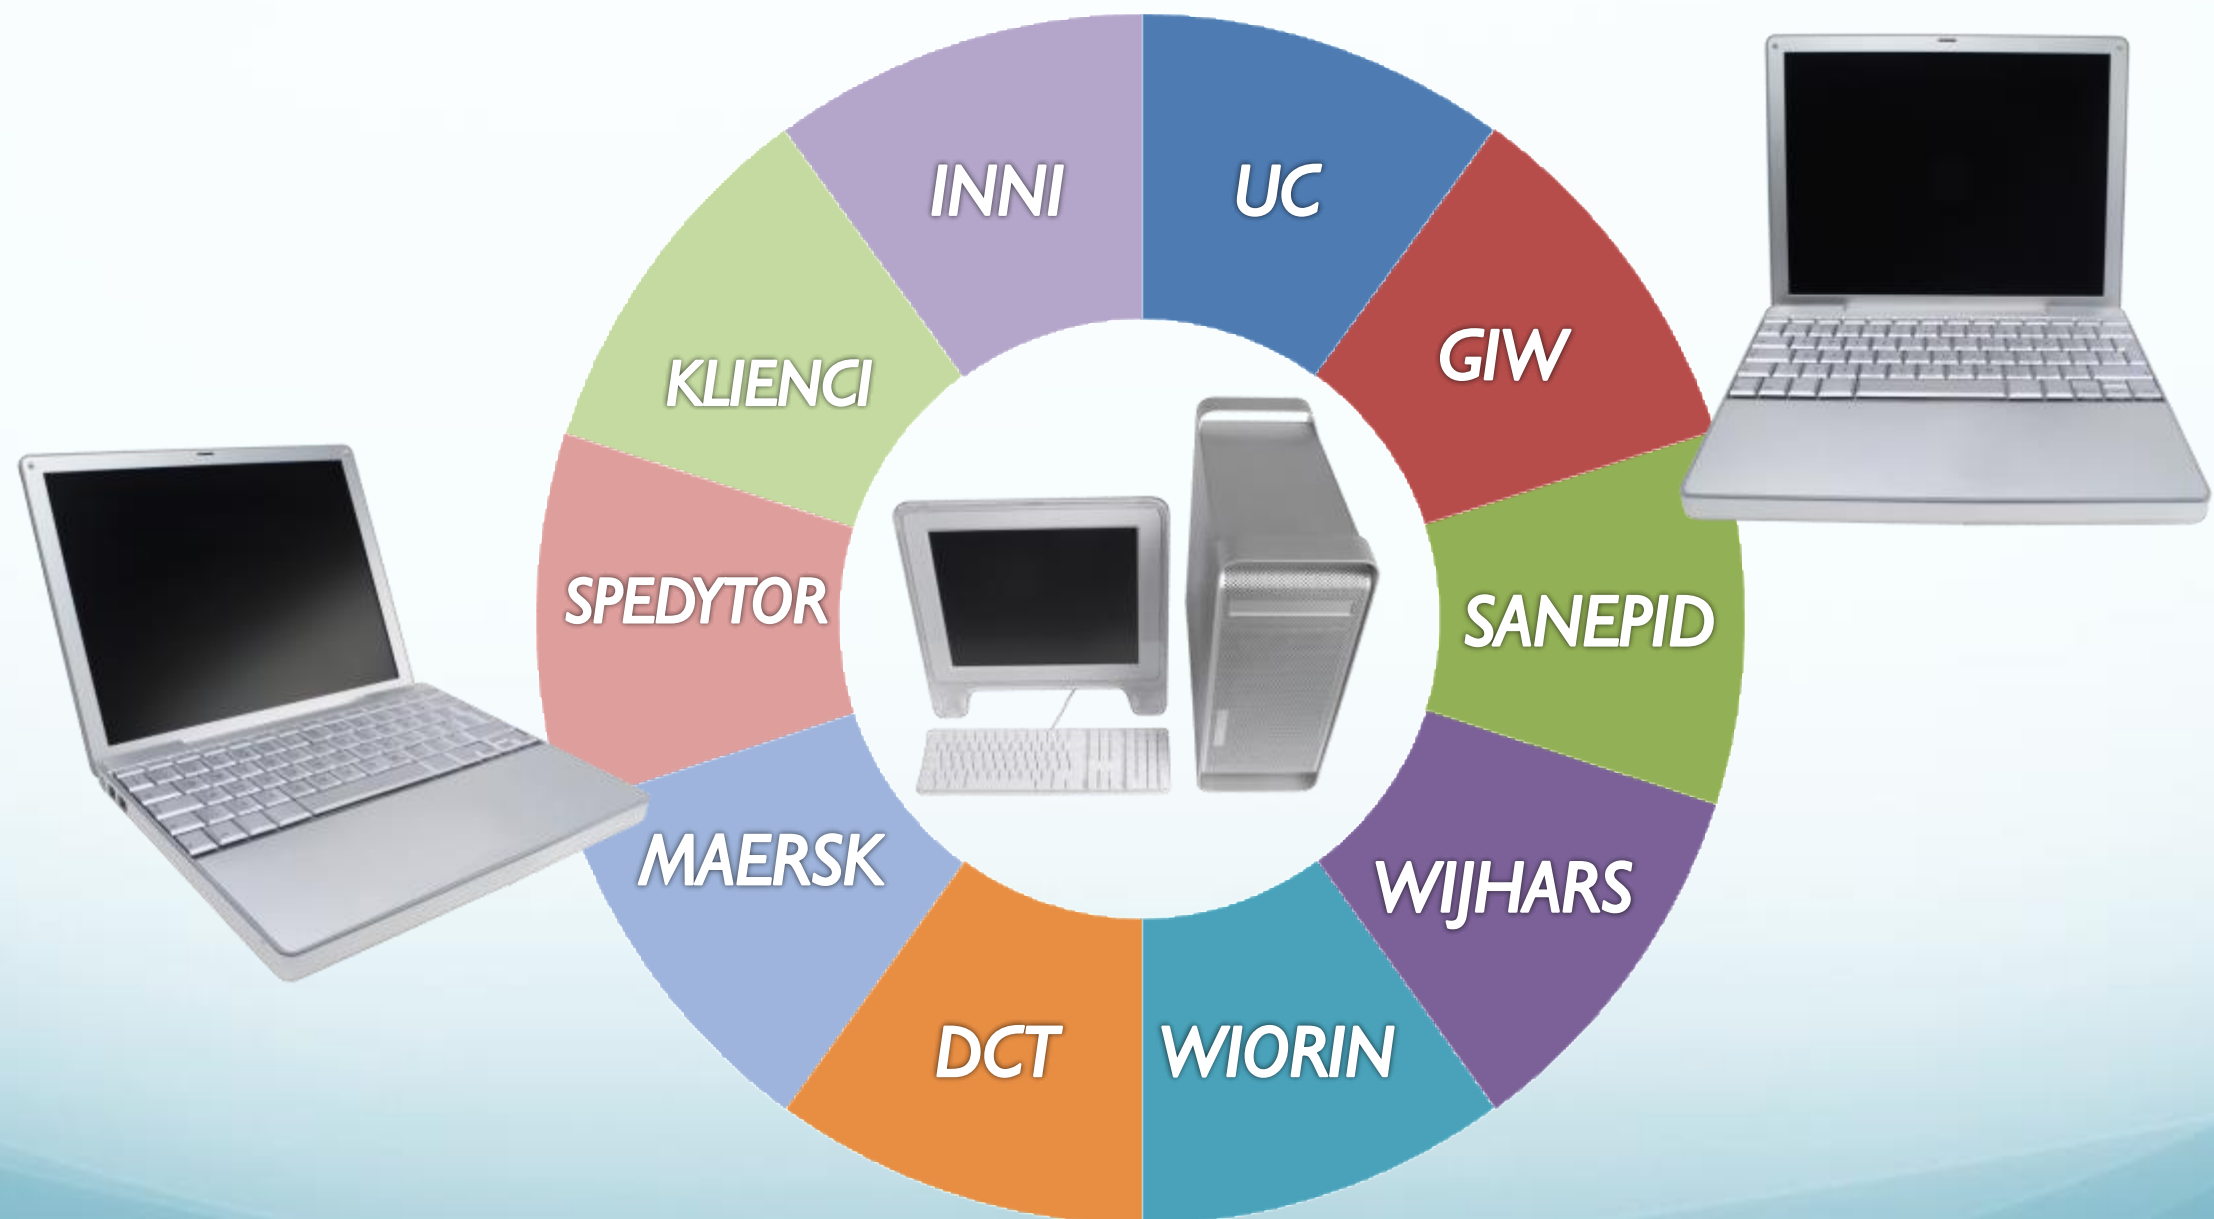 INNI
UC
GIW
KLIENCI
SPEDYTOR
SANEPID
MAERSK
WIJHARS
DCT
WIORIN